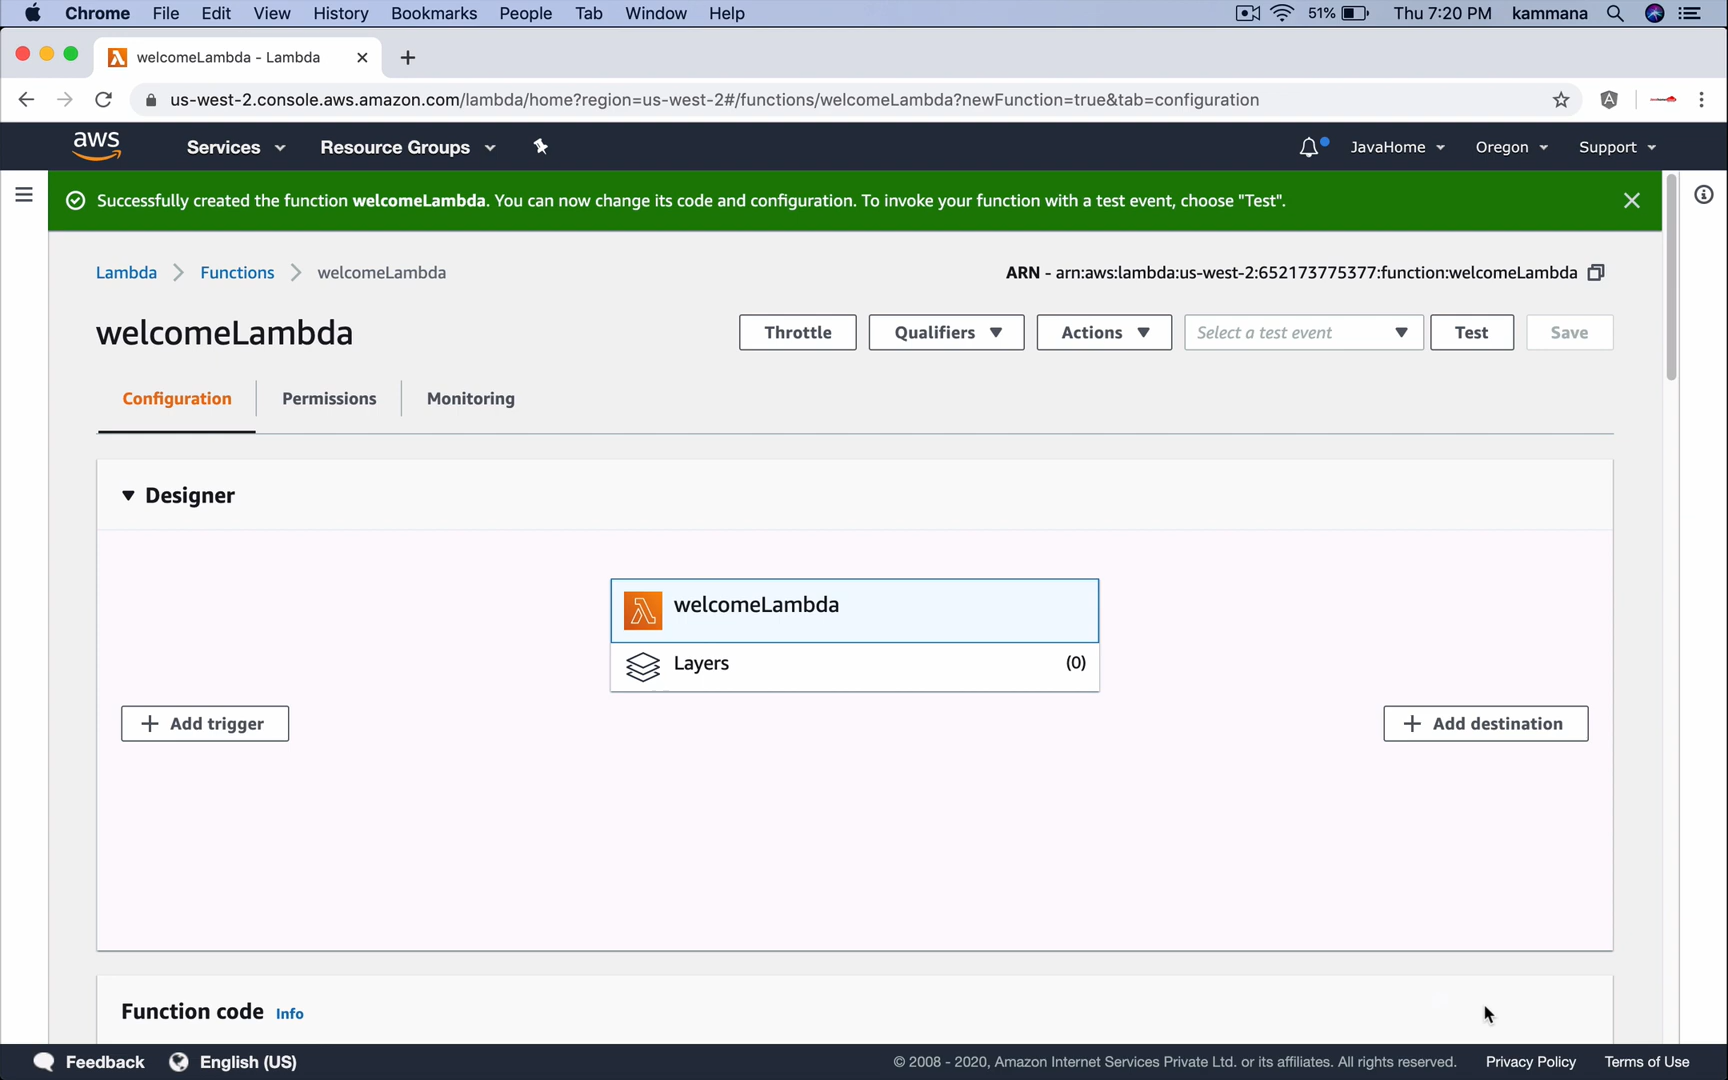 Chrome File Edit View History Bookmarks People Tab Window Help 51% Thu 7:20 PM kammana
welcomeLambda - Lambda
us-west-2.console.aws.amazon.com/lambda/home?region=us-west-2#/functions/welcomeLambda?newFunction=true&tab=configuration
aws Services Resource Groups JavaHome Oregon Support
Successfully created the function welcomeLambda. You can now change its code and configuration. To invoke your function with a test event, choose "Test".
Lambda Functions welcomeLambda ARN - arn:aws:lambda:us-west-2:652173775377:function:welcomeLambda
welcomeLambda Throttle Qualifiers Actions Select a test event Test Save
Configuration Permissions Monitoring
Designer
welcomeLambda
Layers (0)
+ Add trigger + Add destination
Function code Info
Feedback English (US) © 2008 - 2020, Amazon Internet Services Private Ltd. or its affiliates. All rights reserved. Privacy Policy Terms of Use